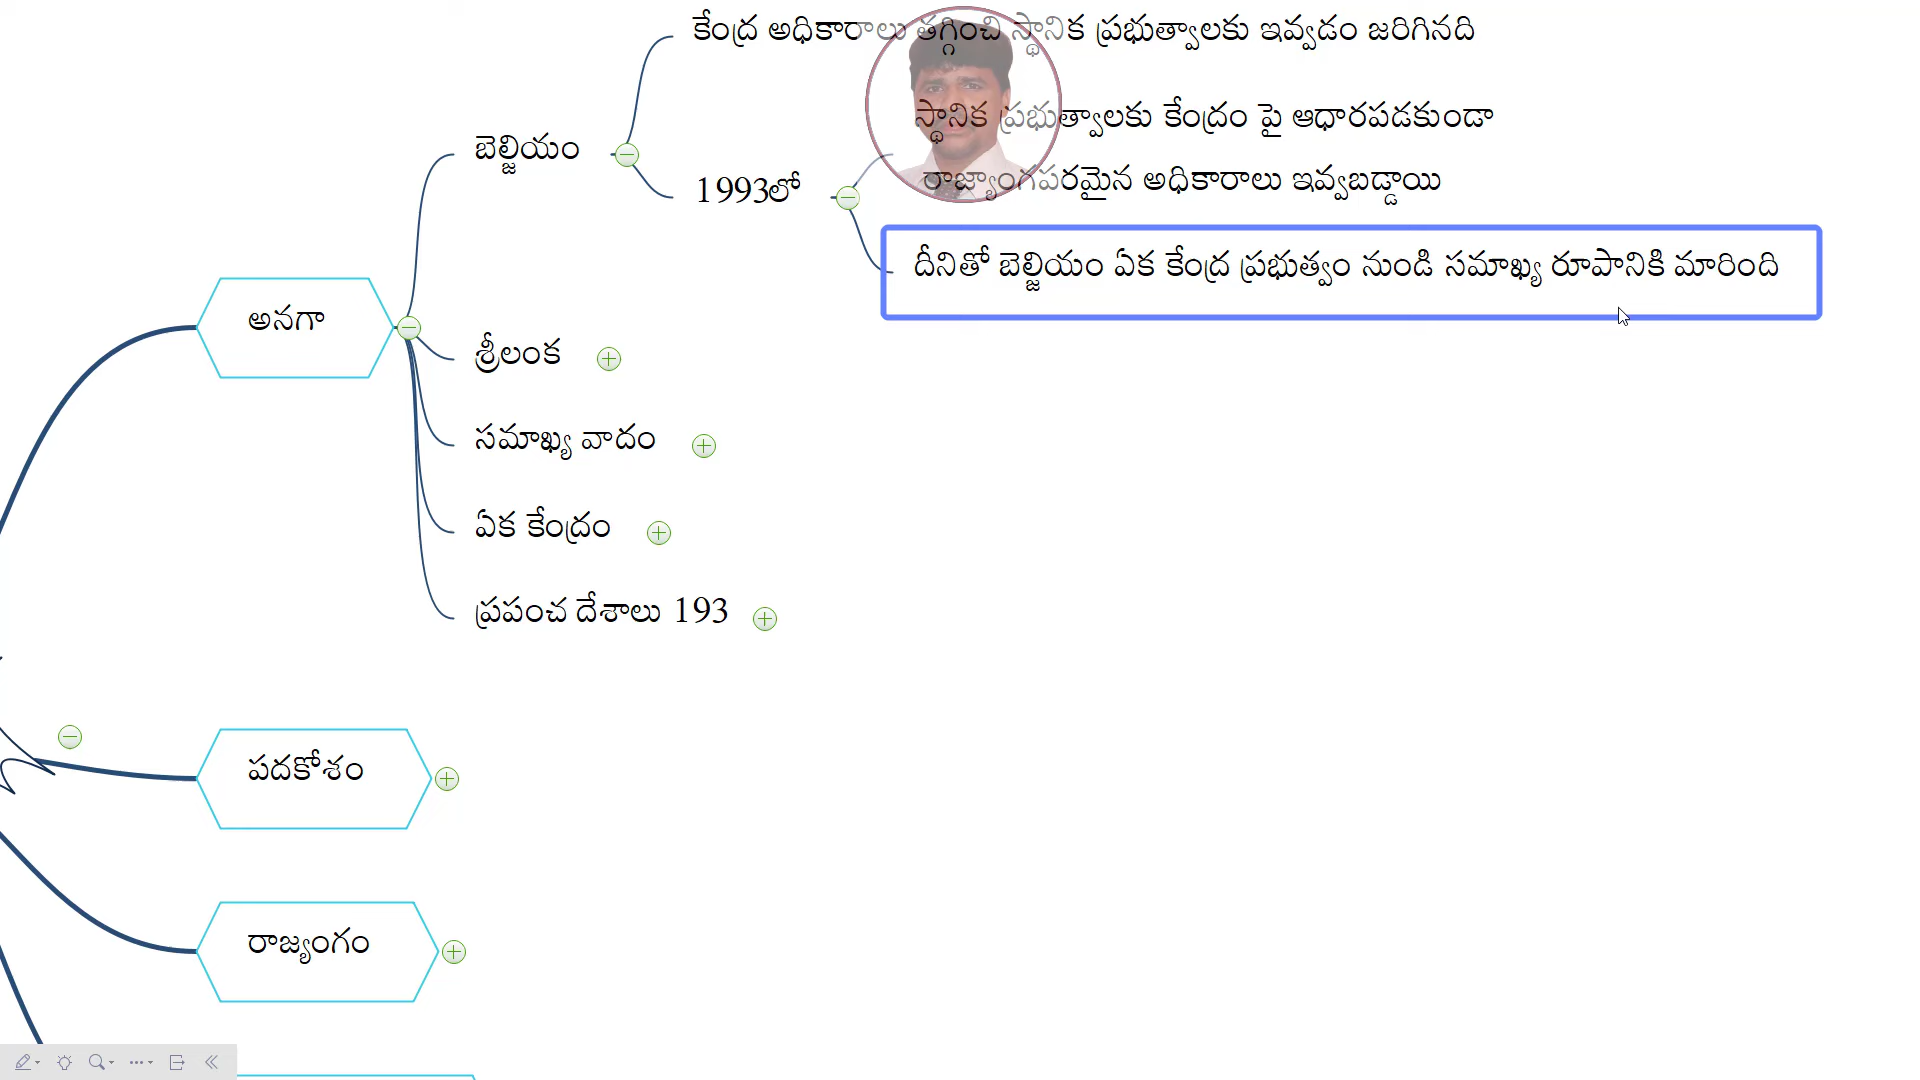 కేంద్ర అధికారాలు తగ్గించి స్థానిక ప్రభుత్వాలకు ఇవ్వడం జరిగినది
స్థానిక ప్రభుత్వాలకు కేంద్రం పై ఆధారపడకుండా
రాజ్యాంగపరమైన అధికారాలు ఇవ్వబడ్డాయి
బెల్జియం
1993లో
దీనితో బెల్జియం ఏక కేంద్ర ప్రభుత్వం నుండి సమాఖ్య రూపానికి మారింది
అనగా
శ్రీలంక
సమాఖ్య వాదం
ఏక కేంద్రం
ప్రపంచ దేశాలు 193
పదకోశం
రాజ్యంగం